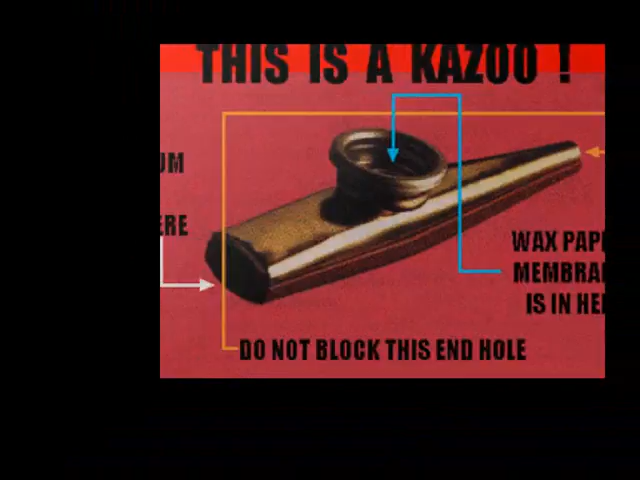 THIS IS A KAZOO !
UM
ERE
WAX PAP
MEMBRA
IS IN HE
DO NOT BLOCK THIS END HOLE